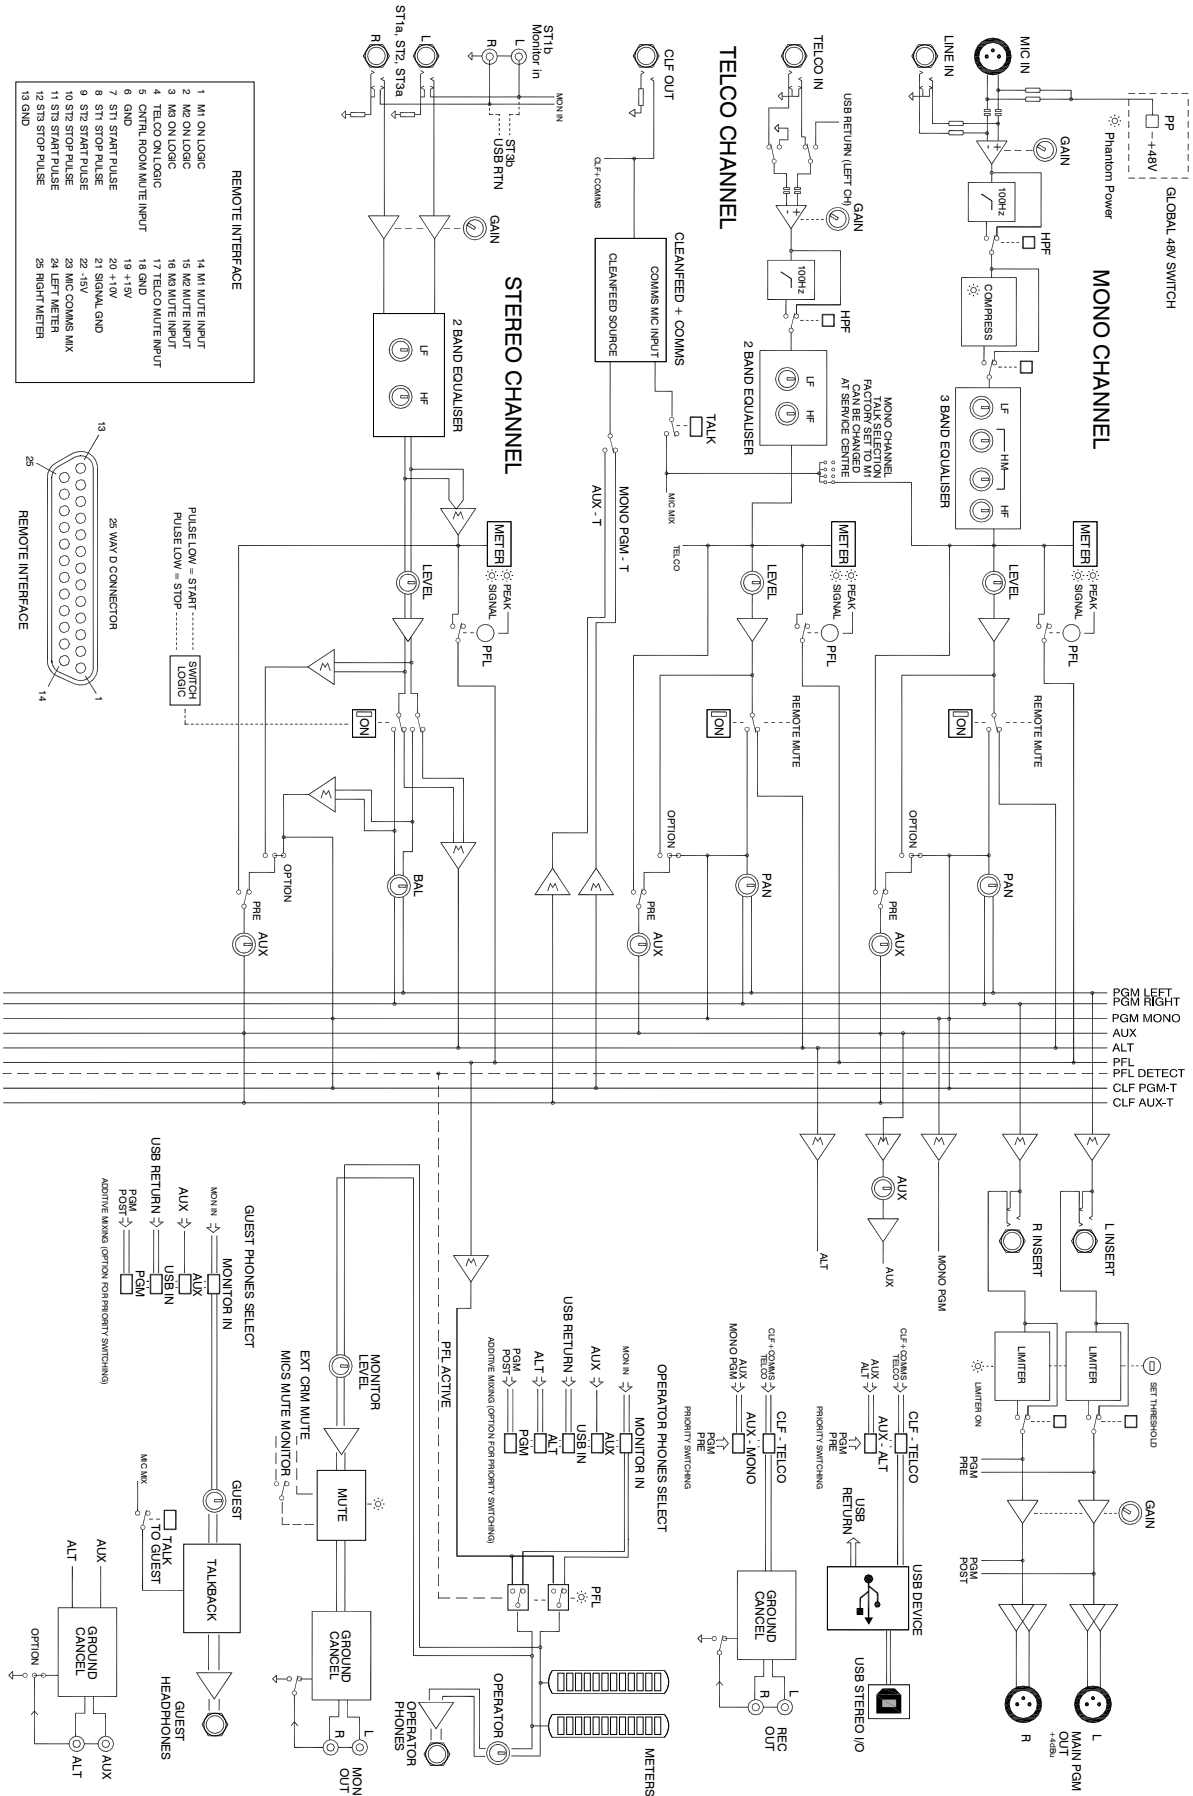 GLOBAL 48V SWITCH
PP
+48V
Phantom Power
MONO CHANNEL
MIC IN
LINE IN
GAIN
100Hz
HPF
COMPRESS
3 BAND EQUALISER
LF
HM
HF
METER
PEAK
SIGNAL
PFL
LEVEL
REMOTE MUTE
ON
OPTION
PAN
PRE
AUX
TELCO CHANNEL
TELCO IN
USB RETURN (LEFT CH)
GAIN
100Hz
HPF
2 BAND EQUALISER
LF
HF
MONO CHANNEL
TALK SELECTION
FACTORY SET TO M1
CAN BE CHANGED
AT SERVICE CENTRE
METER
PEAK
SIGNAL
PFL
LEVEL
TELCO
REMOTE MUTE
ON
OPTION
PAN
PRE
AUX
CLF OUT
CLF+COMMS
CLEANFEED + COMMS
COMMS MIC INPUT
CLEANFEED SOURCE
TALK
MIC MIX
MONO PGM - T
AUX - T
STEREO CHANNEL
ST1b
Monitor in
L
R
ST1a, ST2, ST3a
L
R
MON IN
ST3b
USB RTN
GAIN
2 BAND EQUALISER
LF
HF
METER
PEAK
SIGNAL
PFL
LEVEL
ON
SWITCH
LOGIC
PULSE LOW = START
PULSE LOW = STOP
OPTION
BAL
PRE
AUX
REMOTE INTERFACE
1 M1 ON LOGIC
2 M2 ON LOGIC
3 M3 ON LOGIC
4 TELCO ON LOGIC
5 CNTRL ROOM MUTE INPUT
6 GND
7 ST1 START PULSE
8 ST1 STOP PULSE
9 ST2 START PULSE
10 ST2 STOP PULSE
11 ST3 START PULSE
12 ST3 STOP PULSE
13 GND
14 M1 MUTE INPUT
15 M2 MUTE INPUT
16 M3 MUTE INPUT
17 TELCO MUTE INPUT
18 GND
19 +15V
20 +10V
21 SIGNAL GND
22 -15V
23 MIC COMMS MIX
24 LEFT METER
25 RIGHT METER
25 WAY D CONNECTOR
13
25
1
14
REMOTE INTERFACE
PGM LEFT
PGM RIGHT
PGM MONO
AUX
ALT
PFL
PFL DETECT
CLF PGM-T
CLF AUX-T
L INSERT
R INSERT
LIMITER
LIMITER
SET THRESHOLD
LIMITER ON
PGM
PRE
GAIN
PGM
POST
L
R
MAIN PGM
OUT
+4dBu
MONO PGM
AUX
AUX
ALT
CLF+COMMS
TELCO
AUX
ALT
CLF - TELCO
AUX - ALT
PGM
PRE
PRIORITY SWITCHING
USB
RETURN
USB DEVICE
USB STEREO I/O
CLF+COMMS
TELCO
AUX
MONO PGM
CLF - TELCO
AUX - MONO
PGM
PRE
PRIORITY SWITCHING
GROUND
CANCEL
L
R
REC
OUT
OPERATOR PHONES SELECT
MON IN
AUX
USB RETURN
ALT
PGM
POST
MONITOR IN
AUX
USB IN
ALT
PGM
ADDITIVE MIXING (OPTION FOR PRIORITY SWITCHING)
PFL ACTIVE
PFL
METERS
OPERATOR
OPERATOR
PHONES
MONITOR
LEVEL
EXT CRM MUTE
MICS MUTE MONITOR
MUTE
GROUND
CANCEL
L
R
MON
OUT
GUEST PHONES SELECT
MON IN
AUX
USB RETURN
PGM
POST
MONITOR IN
AUX
USB IN
PGM
ADDITIVE MIXING (OPTION FOR PRIORITY SWITCHING)
GUEST
MIC MIX
TALK
TO GUEST
TALKBACK
GUEST
HEADPHONES
AUX
ALT
GROUND
CANCEL
OPTION
AUX
ALT